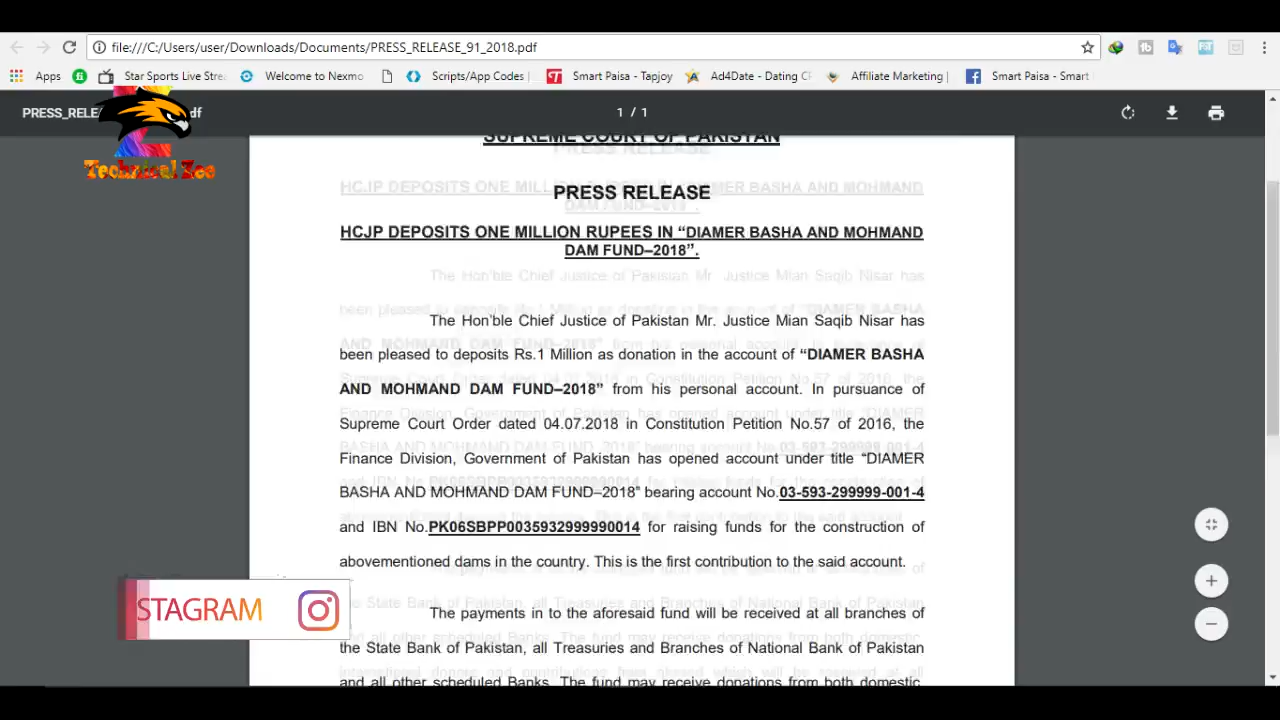 file:///C:/Users/user/Downloads/Documents/PRESS_RELEASE_91_2018.pdf
Apps Star Sports Live Stre Welcome to Nexmo Scripts/App Codes | Smart Paisa - Tapjoy Ad4Date - Dating Cl Affiliate Marketing | Smart Paisa - Smart
PRESS_RELEA df 1 / 1
Technical Zee
SUPREME COURT OF PAKISTAN
PRESS RELEASE
HCJP DEPOSITS ONE MILLION RUPEES IN “DIAMER BASHA AND MOHMAND
DAM FUND–2018”.
The Hon’ble Chief Justice of Pakistan Mr. Justice Mian Saqib Nisar has
been pleased to deposits Rs.1 Million as donation in the account of “DIAMER BASHA
AND MOHMAND DAM FUND–2018” from his personal account. In pursuance of
Supreme Court Order dated 04.07.2018 in Constitution Petition No.57 of 2016, the
Finance Division, Government of Pakistan has opened account under title “DIAMER
BASHA AND MOHMAND DAM FUND–2018” bearing account No.03-593-299999-001-4
and IBN No.PK06SBPP0035932999990014 for raising funds for the construction of
abovementioned dams in the country. This is the first contribution to the said account.
STAGRAM
The payments in to the aforesaid fund will be received at all branches of
the State Bank of Pakistan, all Treasuries and Branches of National Bank of Pakistan
and all other scheduled Banks. The fund may receive donations from both domestic